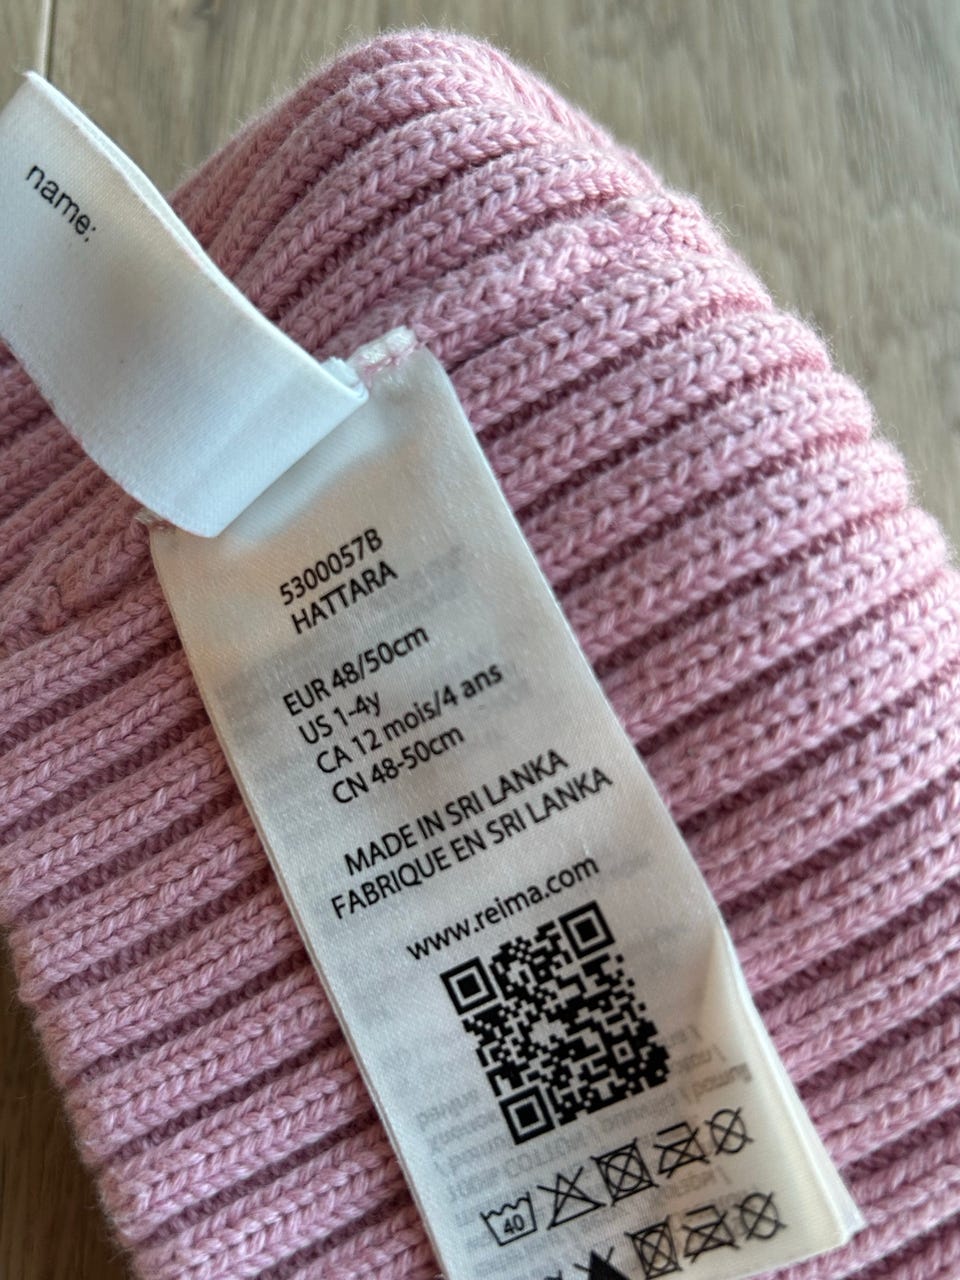 name:
5300057B
HATTARA
EUR 48/50cm
US 1-4y
CA 12 mois/4 ans
CN 48-50cm
MADE IN SRI LANKA
FABRIQUE EN SRI LANKA
www.reima.com
40